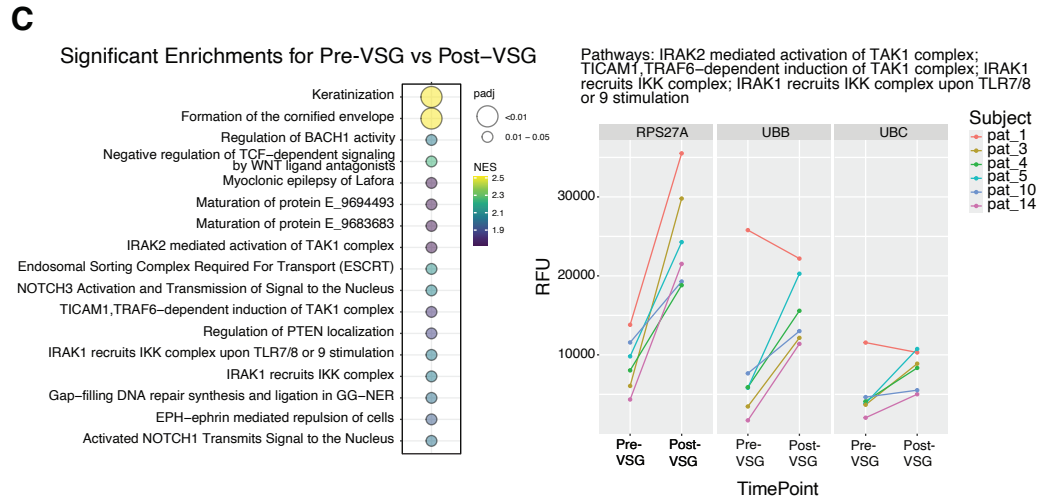 C
Significant Enrichments for Pre-VSG vs Post−VSG
Keratinization
Formation of the cornified envelope
Regulation of BACH1 activity
Negative regulation of TCF−dependent signaling
by WNT ligand antagonists
Myoclonic epilepsy of Lafora
Maturation of protein E_9694493
Maturation of protein E_9683683
IRAK2 mediated activation of TAK1 complex
Endosomal Sorting Complex Required For Transport (ESCRT)
NOTCH3 Activation and Transmission of Signal to the Nucleus
TICAM1,TRAF6−dependent induction of TAK1 complex
Regulation of PTEN localization
IRAK1 recruits IKK complex upon TLR7/8 or 9 stimulation
IRAK1 recruits IKK complex
Gap−filling DNA repair synthesis and ligation in GG−NER
EPH−ephrin mediated repulsion of cells
Activated NOTCH1 Transmits Signal to the Nucleus
padj
<0.01
0.01 − 0.05
NES
2.5
2.3
2.1
1.9
Pathways: IRAK2 mediated activation of TAK1 complex;
TICAM1,TRAF6−dependent induction of TAK1 complex; IRAK1
recruits IKK complex; IRAK1 recruits IKK complex upon TLR7/8
or 9 stimulation
RPS27A UBB UBC
RFU
30000
20000
10000
Pre- Post- Pre- Post- Pre- Post-
VSG VSG VSG VSG VSG VSG
TimePoint
Subject
pat_1
pat_3
pat_4
pat_5
pat_10
pat_14